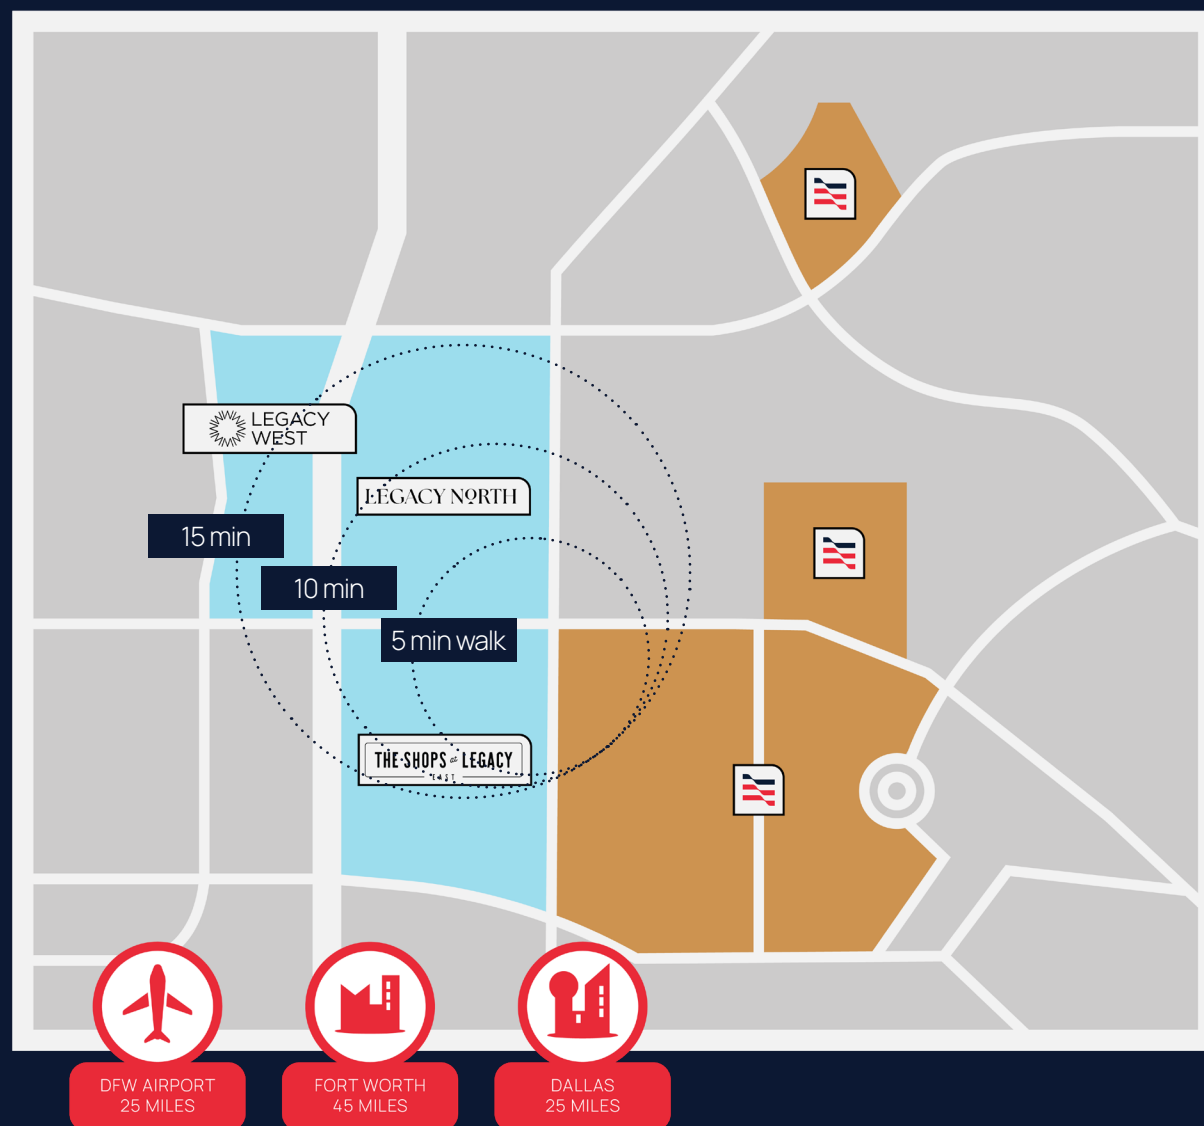 LEGACY
WEST
LEGACY NORTH
15 min
10 min
5 min walk
THE SHOPS at LEGACY
EAST
DFW AIRPORT
25 MILES
FORT WORTH
45 MILES
DALLAS
25 MILES